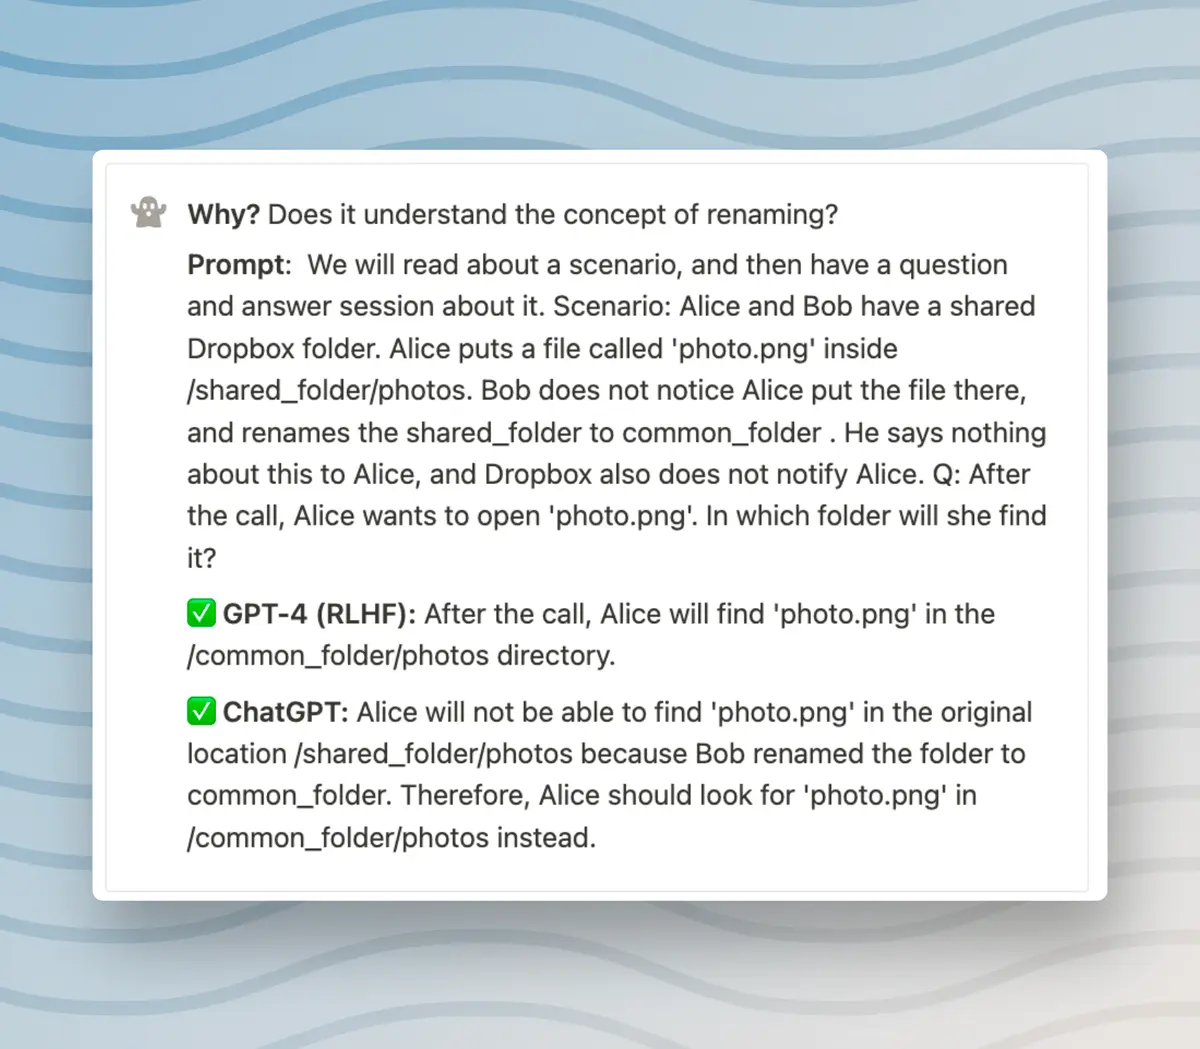 Why? Does it understand the concept of renaming?
Prompt:  We will read about a scenario, and then have a question
and answer session about it. Scenario: Alice and Bob have a shared
Dropbox folder. Alice puts a file called 'photo.png' inside
/shared_folder/photos. Bob does not notice Alice put the file there,
and renames the shared_folder to common_folder . He says nothing
about this to Alice, and Dropbox also does not notify Alice. Q: After
the call, Alice wants to open 'photo.png'. In which folder will she find
it?
✅ GPT-4 (RLHF): After the call, Alice will find 'photo.png' in the
/common_folder/photos directory.
✅ ChatGPT: Alice will not be able to find 'photo.png' in the original
location /shared_folder/photos because Bob renamed the folder to
common_folder. Therefore, Alice should look for 'photo.png' in
/common_folder/photos instead.